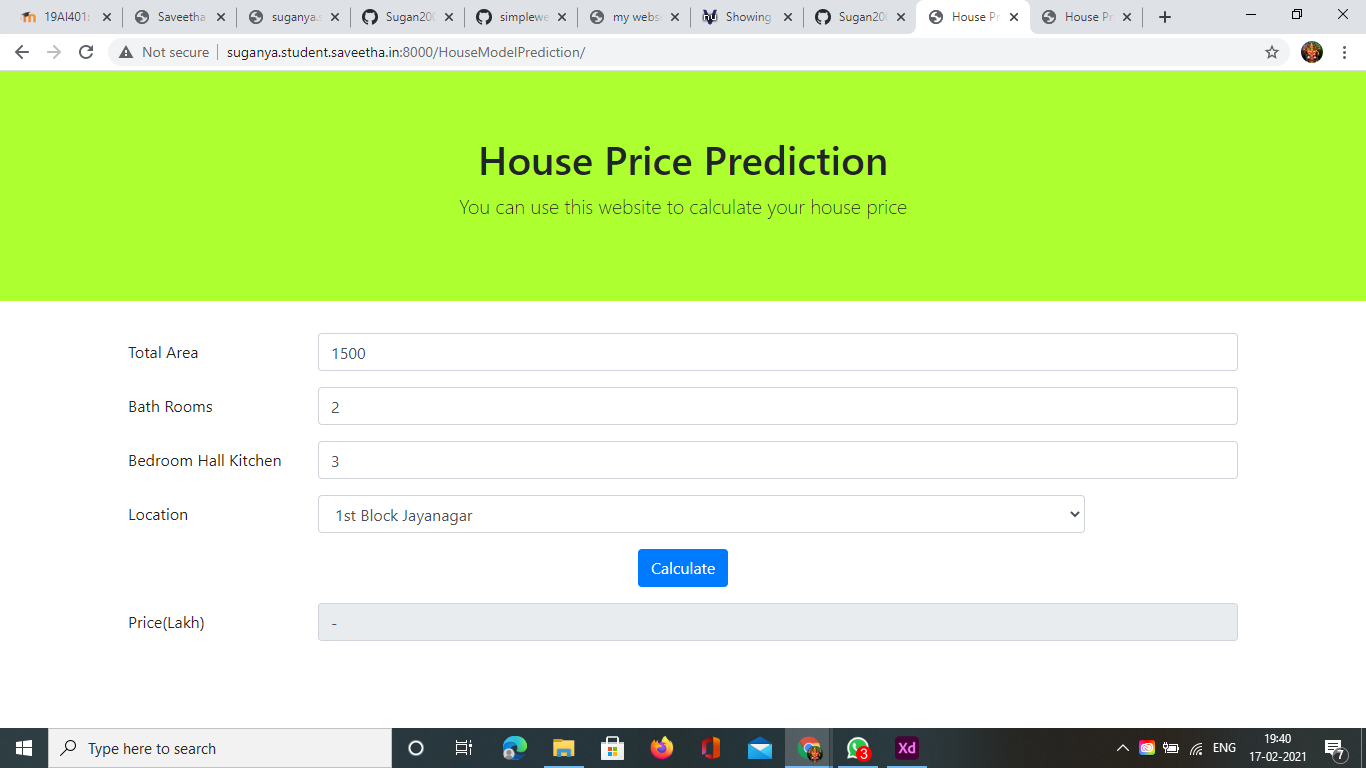 19AI401:
Saveetha
suganya.s
Sugan200
simplewe
my webs
Showing
Sugan200
House Pr
House Pr
Not secure
suganya.student.saveetha.in:8000/HouseModelPrediction/
House Price Prediction
You can use this website to calculate your house price
Total Area
1500
Bath Rooms
2
Bedroom Hall Kitchen
3
Location
1st Block Jayanagar
Calculate
Price(Lakh)
-
Type here to search
3
Xd
ENG
19:40
17-02-2021
7